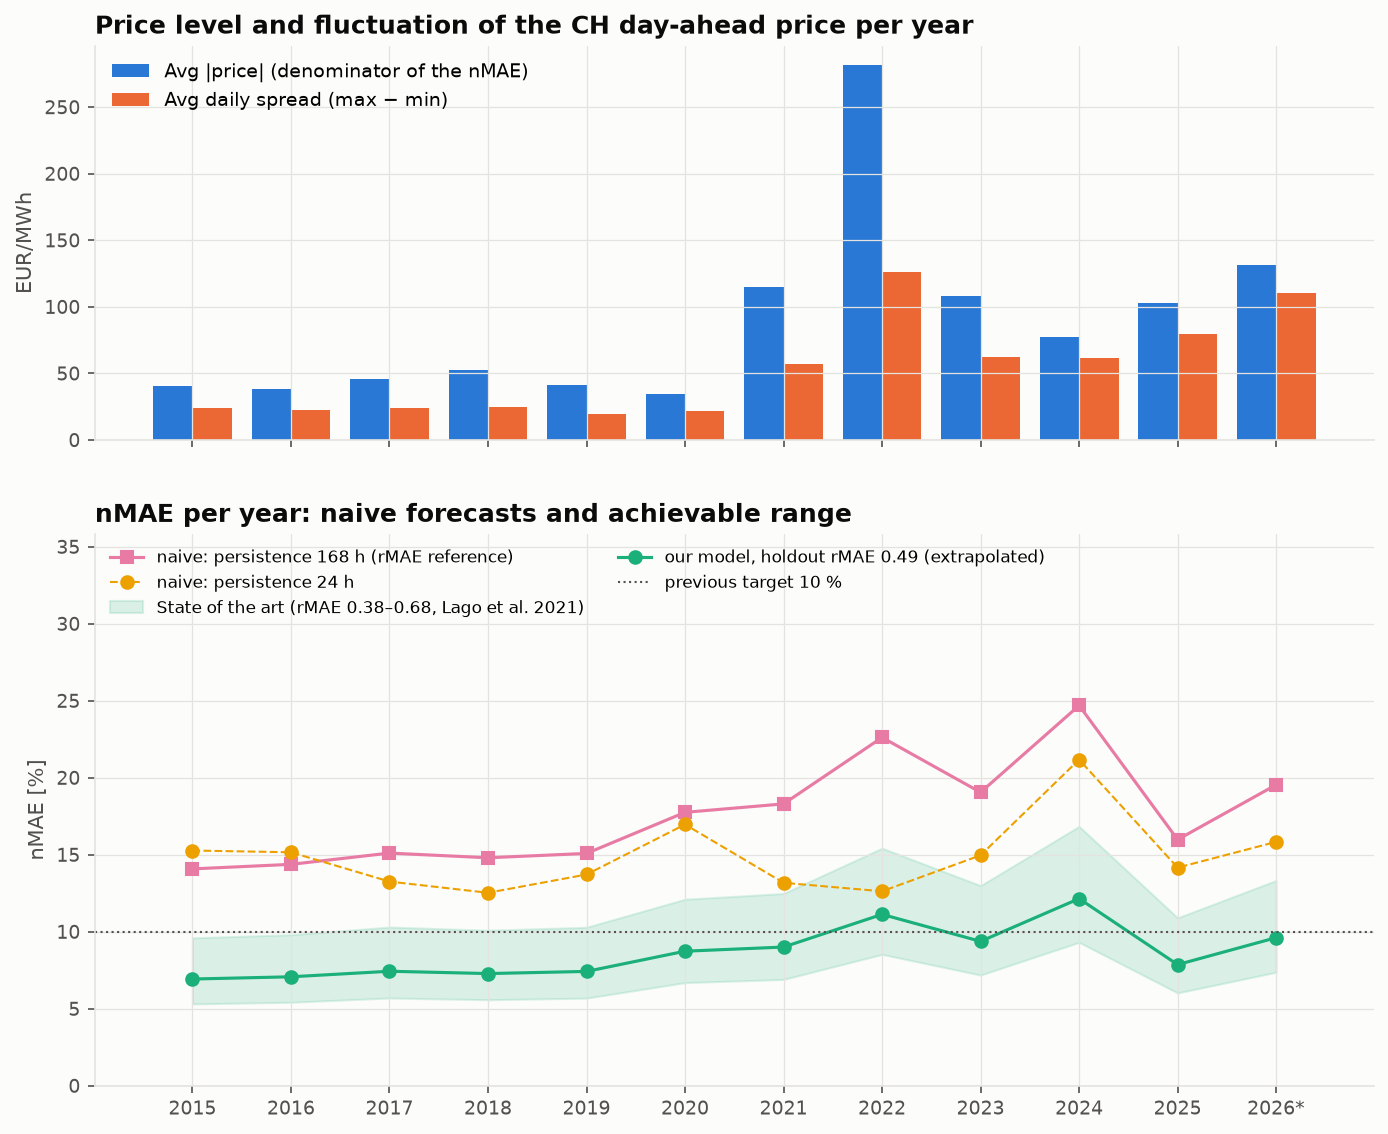 Price level and fluctuation of the CH day-ahead price per year
Avg |price| (denominator of the nMAE)
Avg daily spread (max − min)
EUR/MWh
250
200
150
100
50
0
nMAE per year: naive forecasts and achievable range
naive: persistence 168 h (rMAE reference)
naive: persistence 24 h
State of the art (rMAE 0.38–0.68, Lago et al. 2021)
our model, holdout rMAE 0.49 (extrapolated)
previous target 10 %
nMAE [%]
35
30
25
20
15
10
5
0
2015 2016 2017 2018 2019 2020 2021 2022 2023 2024 2025 2026*